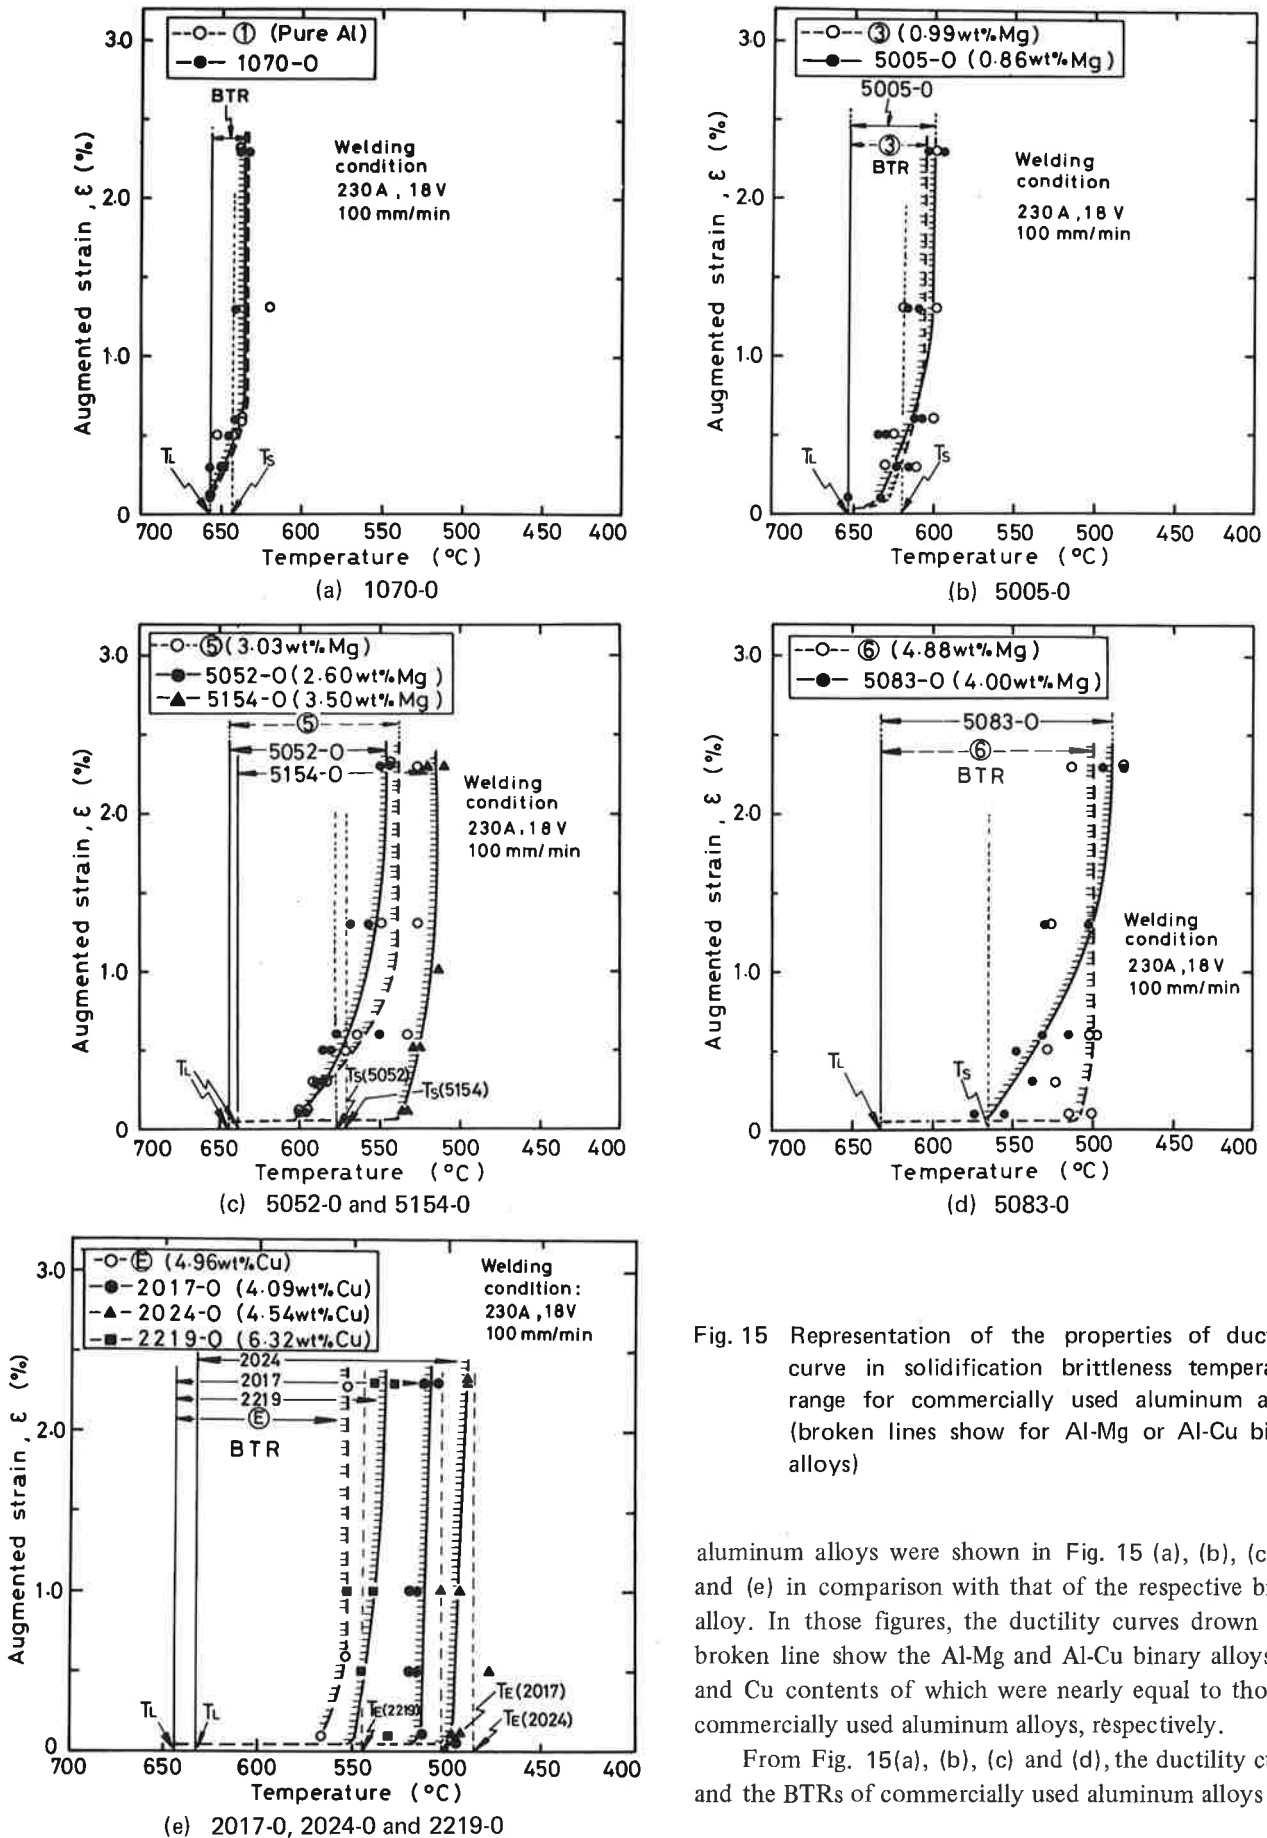 --○-- ① (Pure Al)
—●— 1070-O
BTR
Welding
condition
230A , 18V
100 mm/min
TL
TS
Augmented strain , ε (%)
3.0
2.0
1.0
0
700 650 600 550 500 450 400
Temperature (°C)
(a) 1070-0
--○-- ③ (0.99wt%Mg)
—●— 5005-O (0.86wt%Mg)
5005-O
③
BTR
Welding
condition
230A , 18V
100 mm/min
TL
TS
Augmented strain , ε (%)
3.0
2.0
1.0
0
700 650 600 550 500 450 400
Temperature (°C)
(b) 5005-0
--○-- ⑤ (3.03wt%Mg)
—●— 5052-O (2.60wt%Mg)
—▲— 5154-O (3.50wt%Mg)
⑤
5052-O
5154-O
Welding
condition
230A , 18V
100 mm/min
TL
TS(5052)
TS(5154)
Augmented strain , ε (%)
3.0
2.0
1.0
0
700 650 600 550 500 450 400
Temperature (°C)
(c) 5052-0 and 5154-0
--○-- ⑥ (4.88wt%Mg)
—●— 5083-O (4.00wt%Mg)
5083-O
⑥
BTR
Welding
condition
230A , 18V
100 mm/min
TL
TS
Augmented strain , ε (%)
3.0
2.0
1.0
0
700 650 600 550 500 450 400
Temperature (°C)
(d) 5083-0
-○- Ⓔ (4.96wt%Cu)
—●— 2017-O (4.09wt%Cu)
-▲- 2024-O (4.54wt%Cu)
—■— 2219-O (6.32wt%Cu)
2024
2017
2219
Ⓔ
BTR
Welding
condition:
230A , 18V
100 mm/min
TL
TL
TE(2219)
TE(2017)
TE(2024)
Augmented strain , ε (%)
3.0
2.0
1.0
0
700 650 600 550 500 450 400
Temperature (°C)
(e) 2017-0, 2024-0 and 2219-0
Fig. 15 Representation of the properties of duct
curve in solidification brittleness tempera
range for commercially used aluminum a
(broken lines show for Al-Mg or Al-Cu bi
alloys)
aluminum alloys were shown in Fig. 15 (a), (b), (c
and (e) in comparison with that of the respective b
alloy. In those figures, the ductility curves drown
broken line show the Al-Mg and Al-Cu binary alloys
and Cu contents of which were nearly equal to tho
commercially used aluminum alloys, respectively.
From Fig. 15(a), (b), (c) and (d), the ductility c
and the BTRs of commercially used aluminum alloys